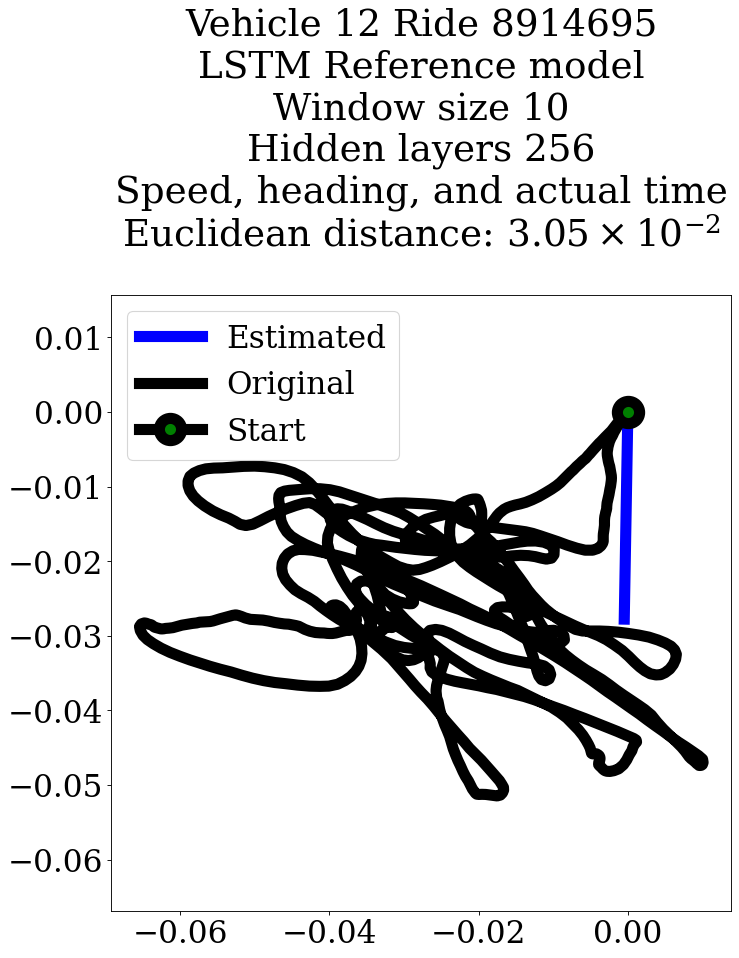 Vehicle 12 Ride 8914695
LSTM Reference model
Window size 10
Hidden layers 256
Speed, heading, and actual time
Euclidean distance: 3.05 × 10⁻²
Estimated
Original
Start
0.01
0.00
−0.01
−0.02
−0.03
−0.04
−0.05
−0.06
−0.06 −0.04 −0.02 0.00